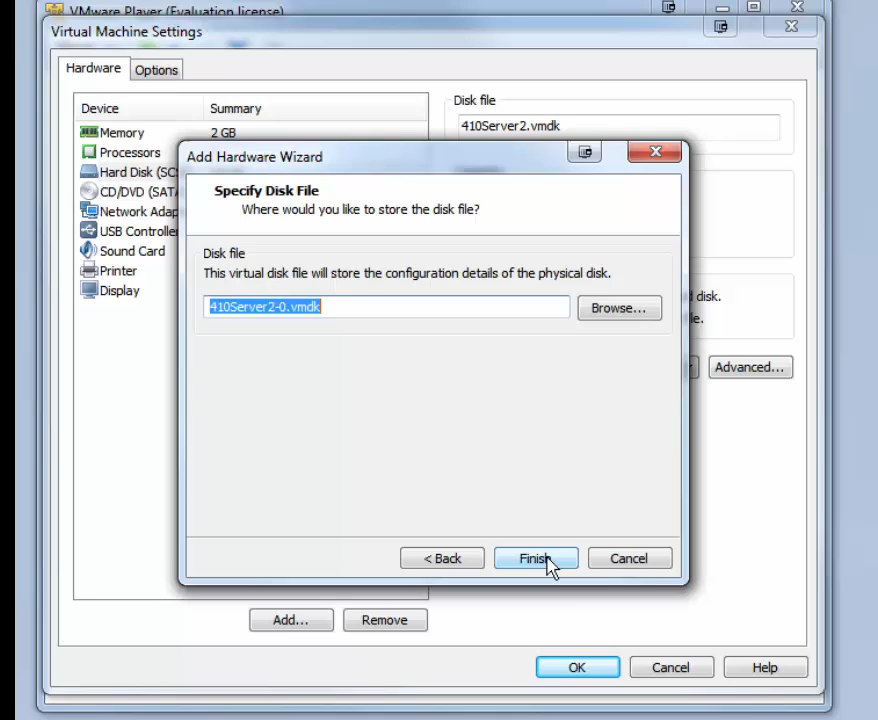 VMware Player (Evaluation license)
Virtual Machine Settings
Hardware
Options
Device Summary
Memory 2 GB
Processors
Hard Disk (SCS
CD/DVD (SATA
Network Adap
USB Controlle
Sound Card
Printer
Display
Disk file
410Server2.vmdk
Add Hardware Wizard
Specify Disk File
Where would you like to store the disk file?
Disk file
This virtual disk file will store the configuration details of the physical disk.
410Server2-0.vmdk
Browse...
disk.
Advanced...
< Back
Finish
Cancel
Add...
Remove
OK
Cancel
Help